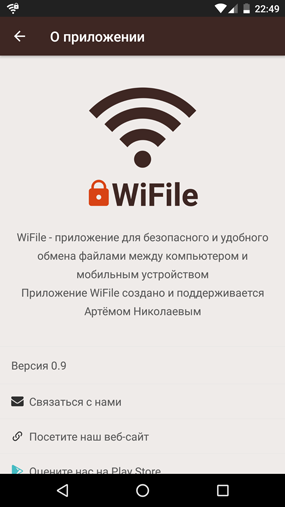 22:49
О приложении
WiFile
WiFile - приложение для безопасного и удобного
обмена файлами между компьютером и
мобильным устройством
Приложение WiFile создано и поддерживается
Артёмом Николаевым
Версия 0.9
Связаться с нами
Посетите наш веб-сайт
Оцените нас на Play Store